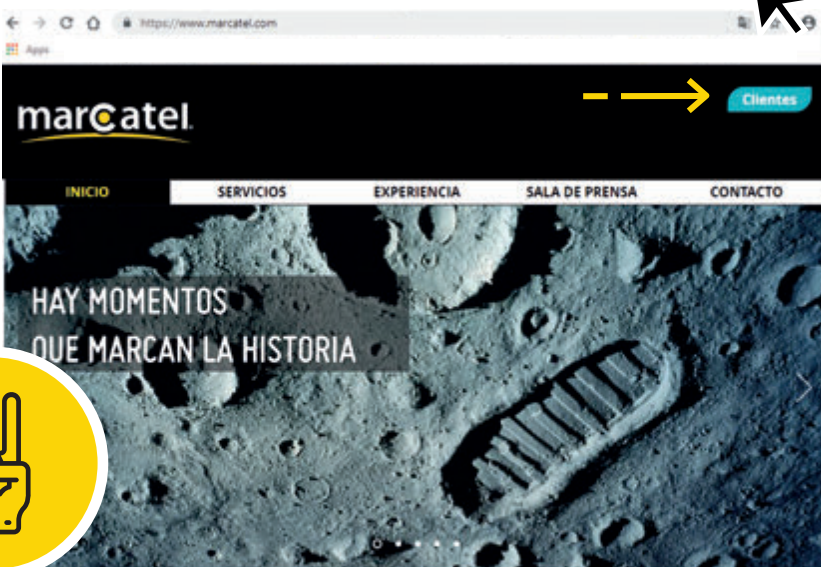 https://www.marcatel.com
Apps
Clientes
marcatel
INICIO SERVICIOS EXPERIENCIA SALA DE PRENSA CONTACTO
HAY MOMENTOS
QUE MARCAN LA HISTORIA